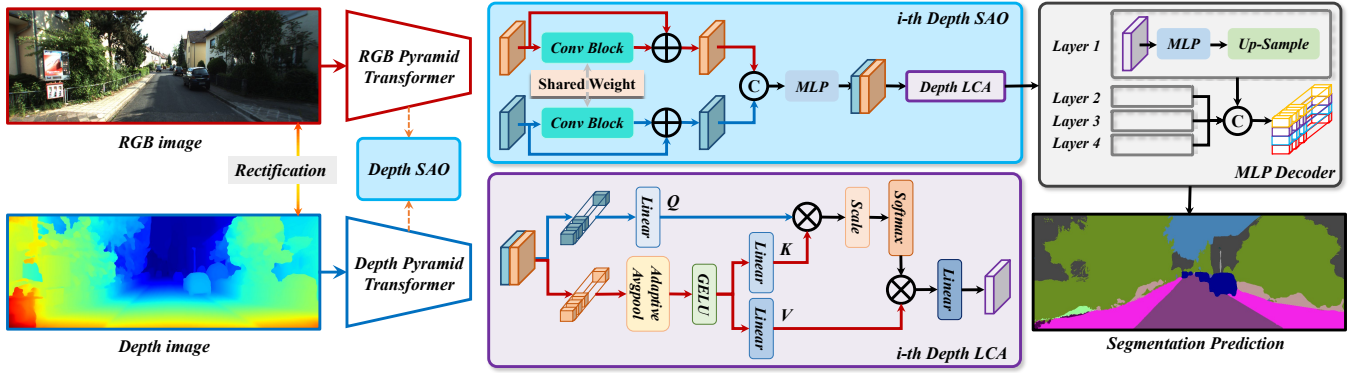 RGB image
Rectification
Depth image
RGB Pyramid
Transformer
Depth SAO
Depth Pyramid
Transformer
i-th Depth SAO
Conv Block
Shared Weight
Conv Block
C
MLP
Depth LCA
Q
Linear
Adaptive
Avgpool
GELU
Linear
K
Linear
V
Scale
Softmax
Linear
i-th Depth LCA
Layer 1
MLP
Up-Sample
Layer 2
Layer 3
Layer 4
C
MLP Decoder
Segmentation Prediction